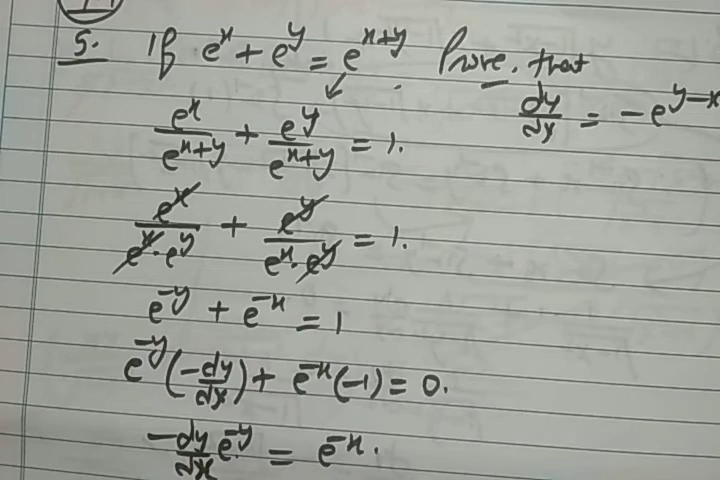 5. If e^x + e^y = e^{x+y}. Prove that
dy/dx = -e^{y-x}
e^x/e^{x+y} + e^y/e^{x+y} = 1.
e^x/(e^x · e^y) + e^y/(e^x · e^y) = 1.
e^{-y} + e^{-x} = 1
e^{-y}(-dy/dx) + e^{-x}(-1) = 0.
-dy/dx e^{-y} = e^{-x}.